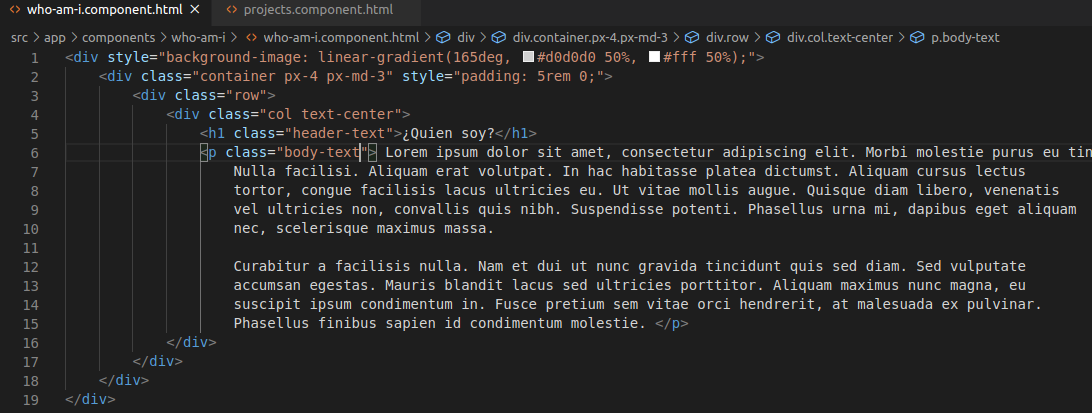 who-am-i.component.html × projects.component.html
src > app > components > who-am-i > who-am-i.component.html > div > div.container.px-4.px-md-3 > div.row > div.col.text-center > p.body-text
1 <div style="background-image: linear-gradient(165deg, #d0d0d0 50%, #fff 50%);">
2 <div class="container px-4 px-md-3" style="padding: 5rem 0;">
3 <div class="row">
4 <div class="col text-center">
5 <h1 class="header-text">¿Quien soy?</h1>
6 <p class="body-text"> Lorem ipsum dolor sit amet, consectetur adipiscing elit. Morbi molestie purus eu tin
7 Nulla facilisi. Aliquam erat volutpat. In hac habitasse platea dictumst. Aliquam cursus lectus
8 tortor, congue facilisis lacus ultricies eu. Ut vitae mollis augue. Quisque diam libero, venenatis
9 vel ultricies non, convallis quis nibh. Suspendisse potenti. Phasellus urna mi, dapibus eget aliquam
10 nec, scelerisque maximus massa.
11
12 Curabitur a facilisis nulla. Nam et dui ut nunc gravida tincidunt quis sed diam. Sed vulputate
13 accumsan egestas. Mauris blandit lacus sed ultricies porttitor. Aliquam maximus nunc magna, eu
14 suscipit ipsum condimentum in. Fusce pretium sem vitae orci hendrerit, at malesuada ex pulvinar.
15 Phasellus finibus sapien id condimentum molestie. </p>
16 </div>
17 </div>
18 </div>
19 </div>